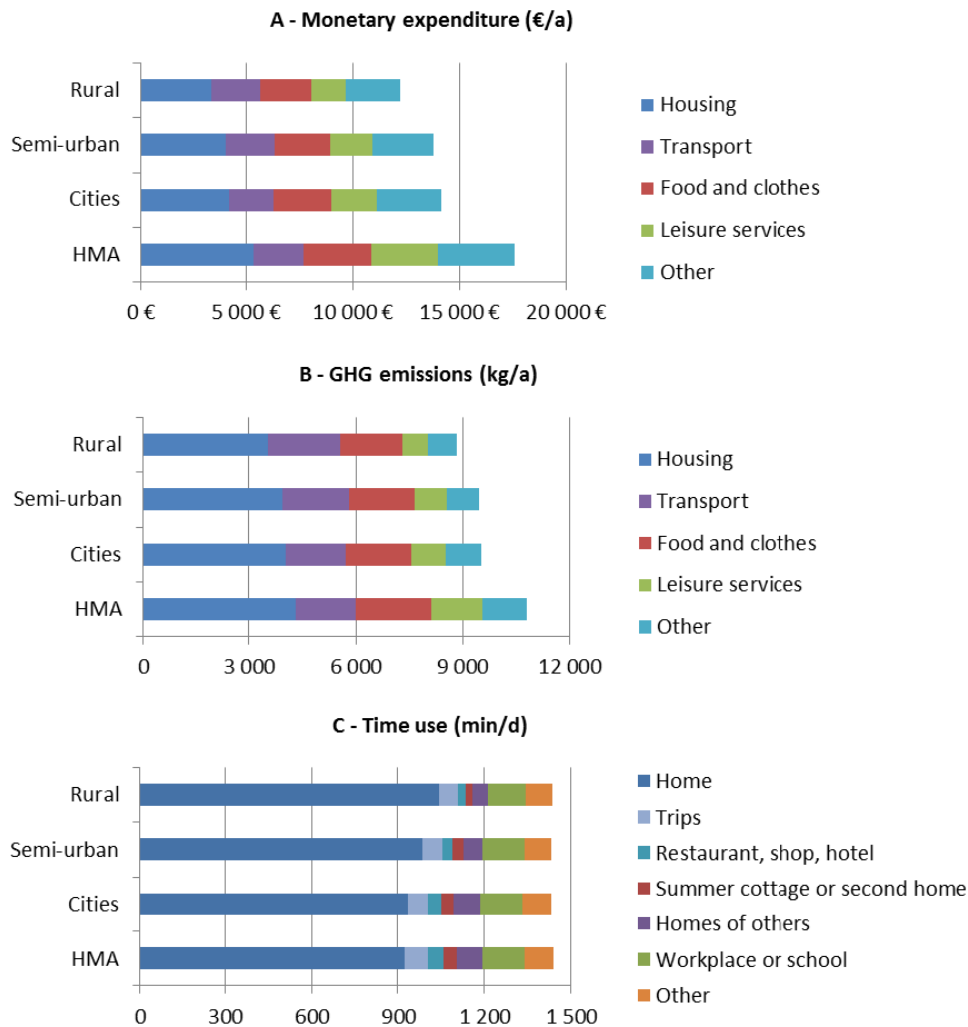 A - Monetary expenditure (€/a)
Rural
Semi-urban
Cities
HMA
0 € 5 000 € 10 000 € 15 000 € 20 000 €
Housing
Transport
Food and clothes
Leisure services
Other
B - GHG emissions (kg/a)
Rural
Semi-urban
Cities
HMA
0 3 000 6 000 9 000 12 000
Housing
Transport
Food and clothes
Leisure services
Other
C - Time use (min/d)
Rural
Semi-urban
Cities
HMA
0 300 600 900 1 200 1 500
Home
Trips
Restaurant, shop, hotel
Summer cottage or second home
Homes of others
Workplace or school
Other